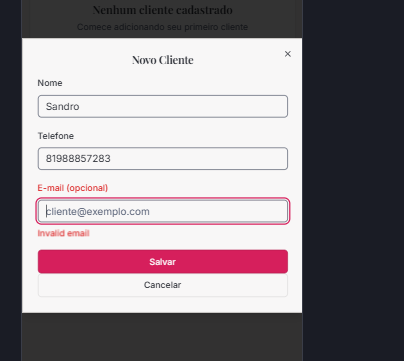 Nenhum cliente cadastrado
Comece adicionando seu primeiro cliente
Novo Cliente
×
Nome
Sandro
Telefone
81988857283
E-mail (opcional)
cliente@exemplo.com
Invalid email
Salvar
Cancelar